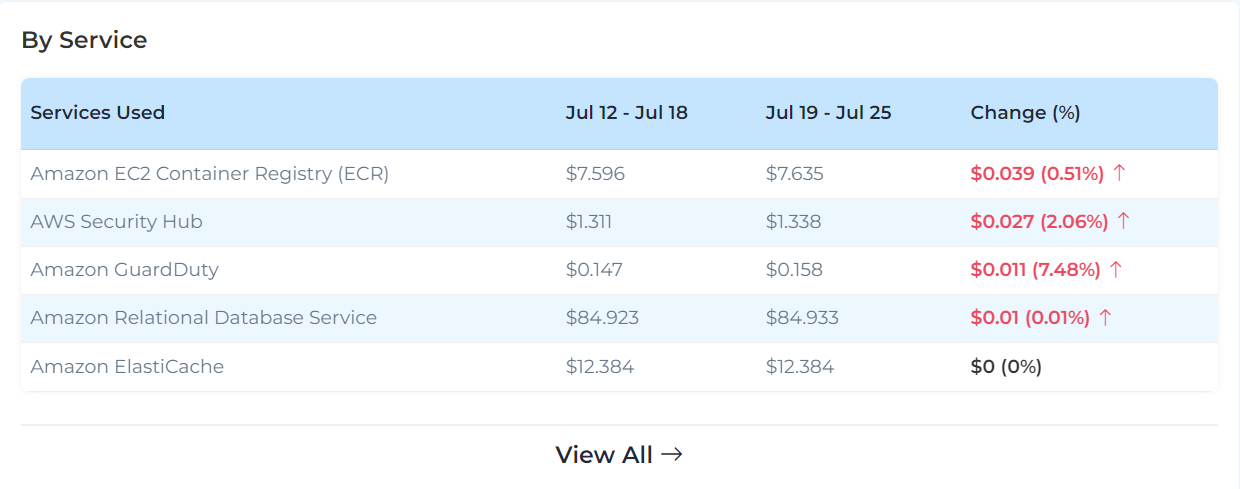 By Service
Services Used Jul 12 - Jul 18 Jul 19 - Jul 25 Change (%)
Amazon EC2 Container Registry (ECR) $7.596 $7.635 $0.039 (0.51%) ↑
AWS Security Hub $1.311 $1.338 $0.027 (2.06%) ↑
Amazon GuardDuty $0.147 $0.158 $0.011 (7.48%) ↑
Amazon Relational Database Service $84.923 $84.933 $0.01 (0.01%) ↑
Amazon ElastiCache $12.384 $12.384 $0 (0%)
View All →